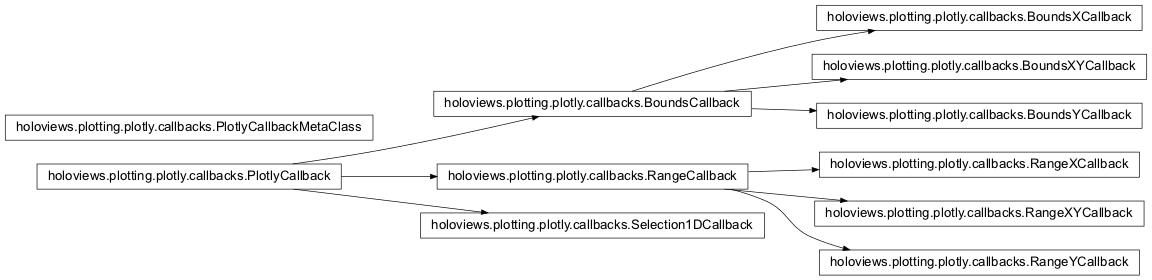 holoviews.plotting.plotly.callbacks.BoundsXCallback
holoviews.plotting.plotly.callbacks.BoundsXYCallback
holoviews.plotting.plotly.callbacks.BoundsCallback
holoviews.plotting.plotly.callbacks.BoundsYCallback
holoviews.plotting.plotly.callbacks.PlotlyCallbackMetaClass
holoviews.plotting.plotly.callbacks.RangeXCallback
holoviews.plotting.plotly.callbacks.PlotlyCallback
holoviews.plotting.plotly.callbacks.RangeCallback
holoviews.plotting.plotly.callbacks.RangeXYCallback
holoviews.plotting.plotly.callbacks.Selection1DCallback
holoviews.plotting.plotly.callbacks.RangeYCallback